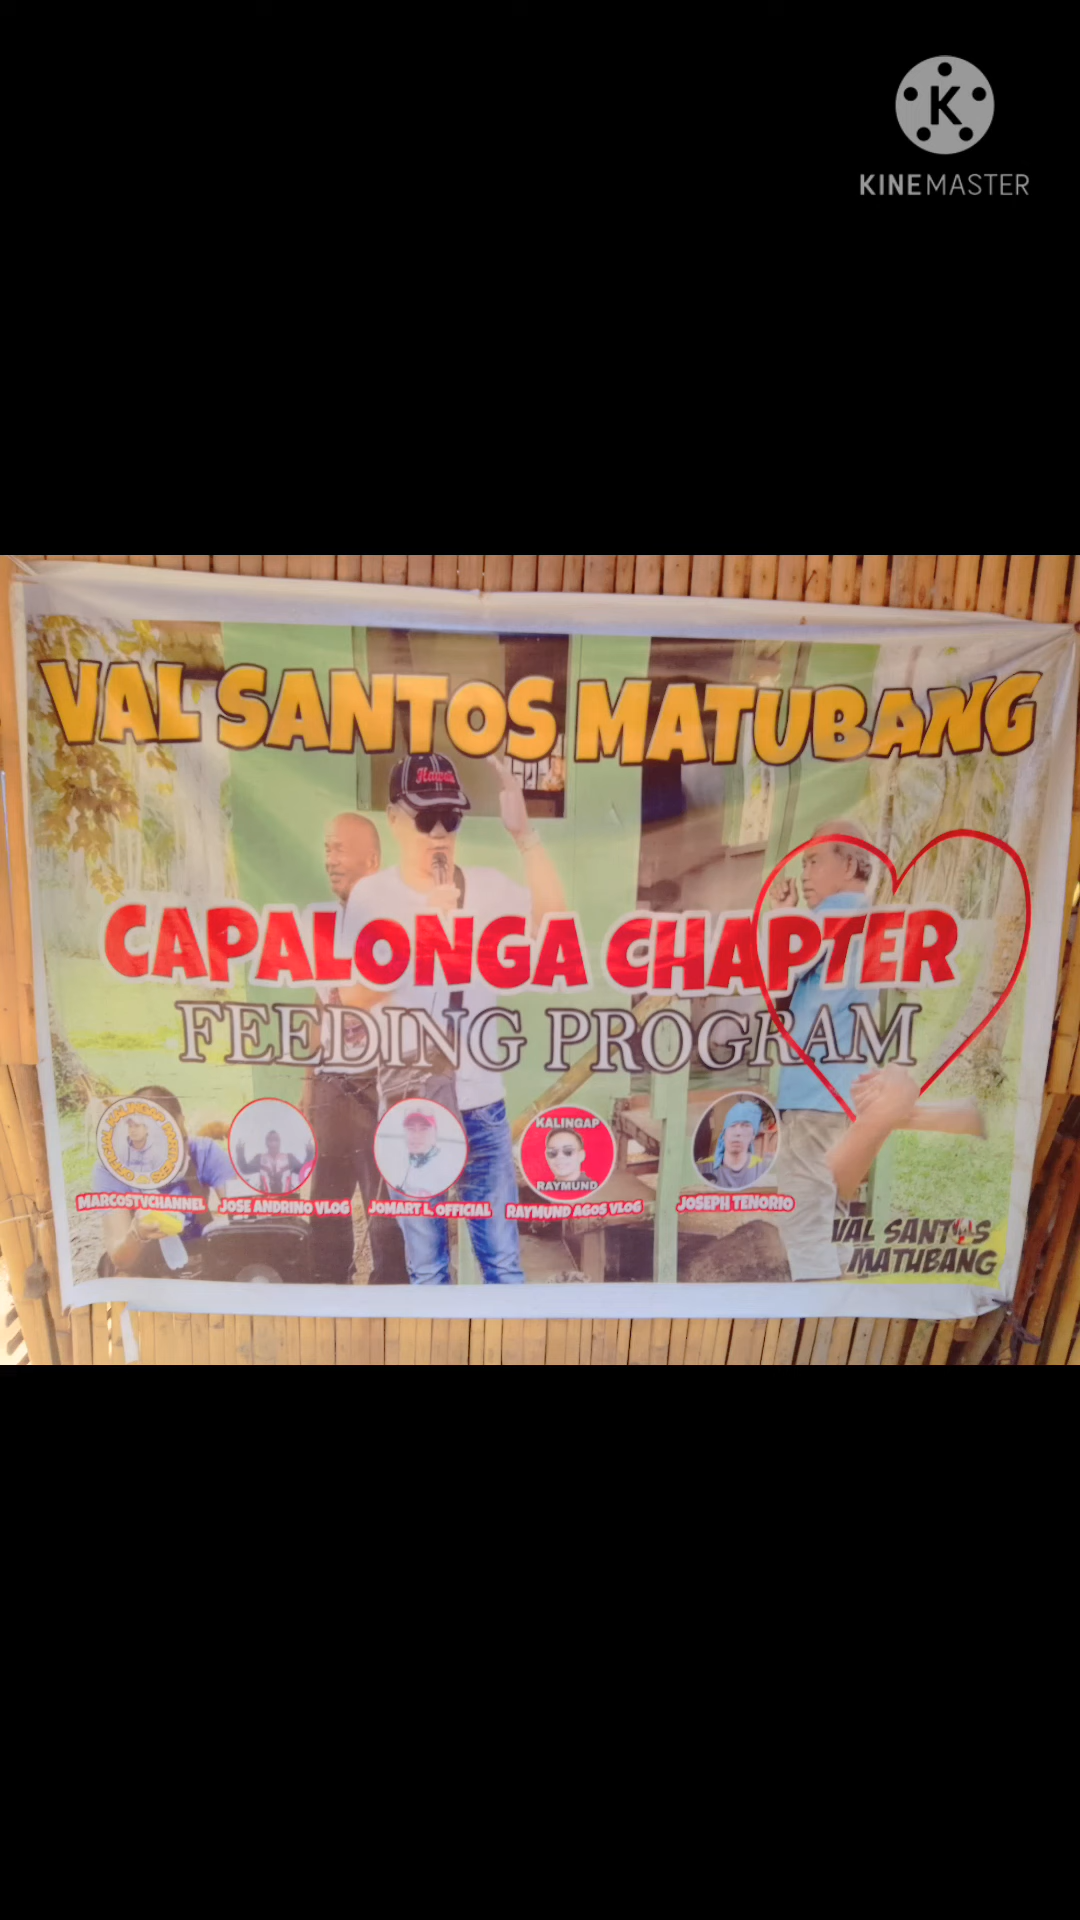 KINEMASTER
VAL SANTOS MATUBANG
CAPALONGA CHAPTER
FEEDING PROGRAM
KALINGAP
RAYMUND
MARCOSTVCHANNEL
JOSE ANDRINO VLOG
JOMART L. OFFICIAL
RAYMUND AGOS VLOG
JOSEPH TENORIO
VAL SANTOS
MATUBANG